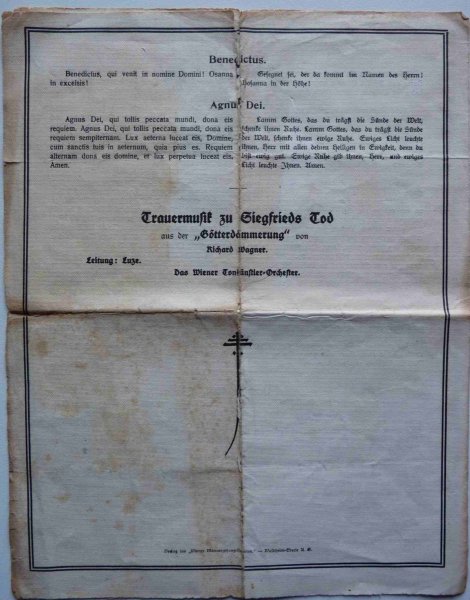 Benedictus.
Benedictus, qui venit in nomine Domini! Osanna
in excelsis!
Gesegnet sei, der da kommt im Namen des Herrn!
Hosanna in der Höhe!
Agnus Dei.
Agnus Dei, qui tollis peccata mundi, dona eis
requiem. Agnus Dei, qui tollis peccata mundi, dona eis
requiem sempiternam. Lux aeterna luceat eis, Domine,
cum sanctis tuis in aeternum, quia pius es. Requiem
aeternam dona eis domine, et lux perpetua luceat eis.
Amen.
Lamm Gottes, das du trägst die Sünde der Welt,
schenke ihnen Ruhe. Lamm Gottes, das du trägst die Sünde
der Welt, schenke ihnen ewige Ruhe. Ewiges Licht leuchte
ihnen, Herr mit allen deinen Heiligen in Ewigkeit, denn du
bist ewig gut. Ewige Ruhe gib ihnen, Herr, und ewiges
Licht leuchte Ihnen. Amen.
Trauermusik zu Siegfrieds Tod
aus der „Götterdämmerung" von
Richard Wagner.
Leitung: Luze.
Das Wiener Tonkünstler-Orchester.
Verlag des „Wiener